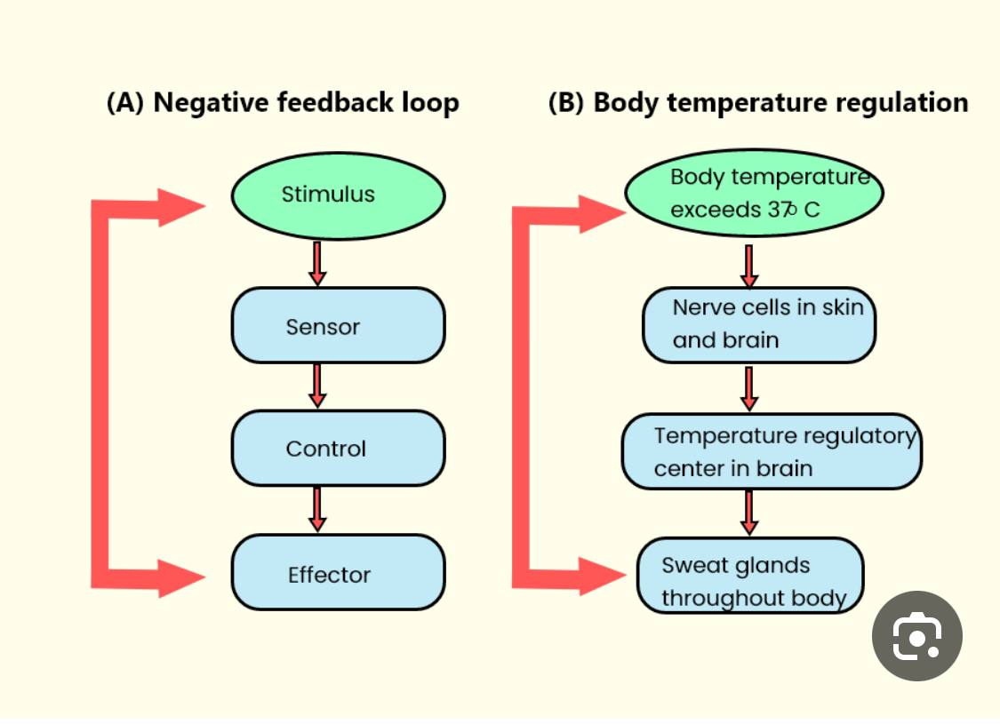 (A) Negative feedback loop
Stimulus
Sensor
Control
Effector
(B) Body temperature regulation
Body temperature
exceeds 37° C
Nerve cells in skin
and brain
Temperature regulatory
center in brain
Sweat glands
throughout body